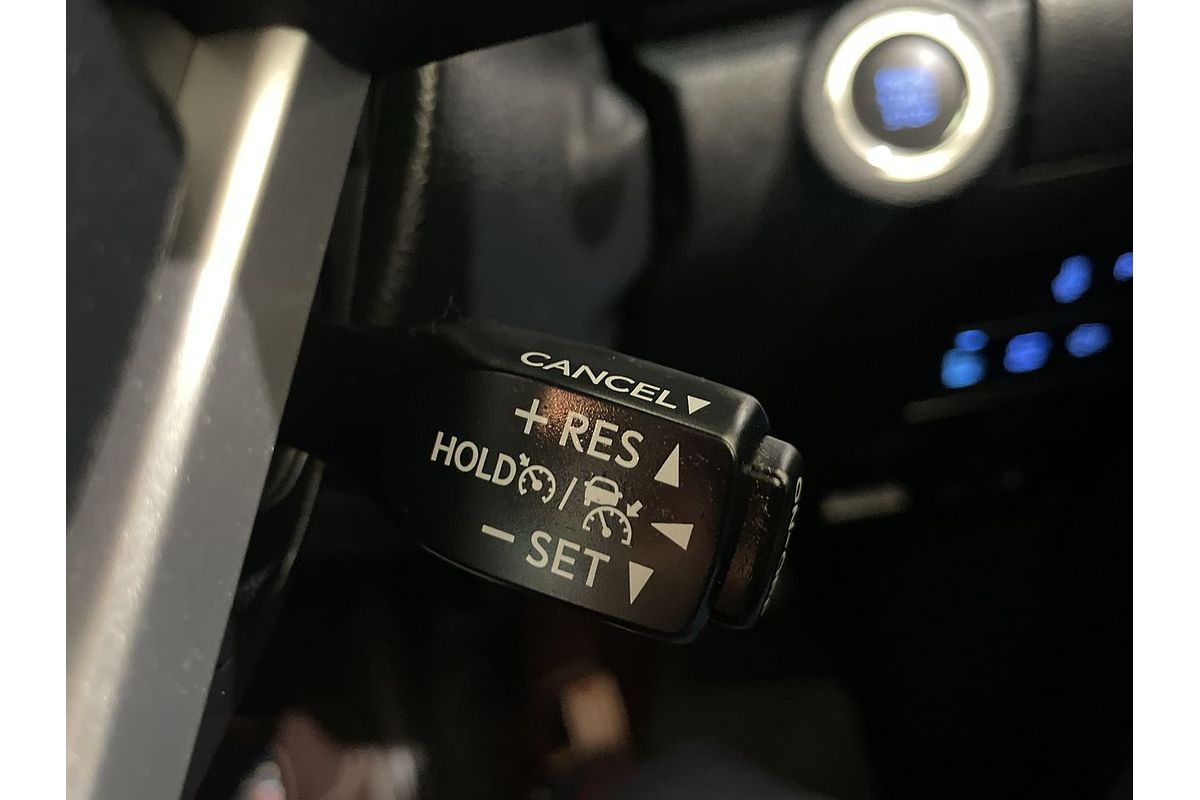 CANCEL▼
+ RES ▲
HOLD / ◀
− SET ▼